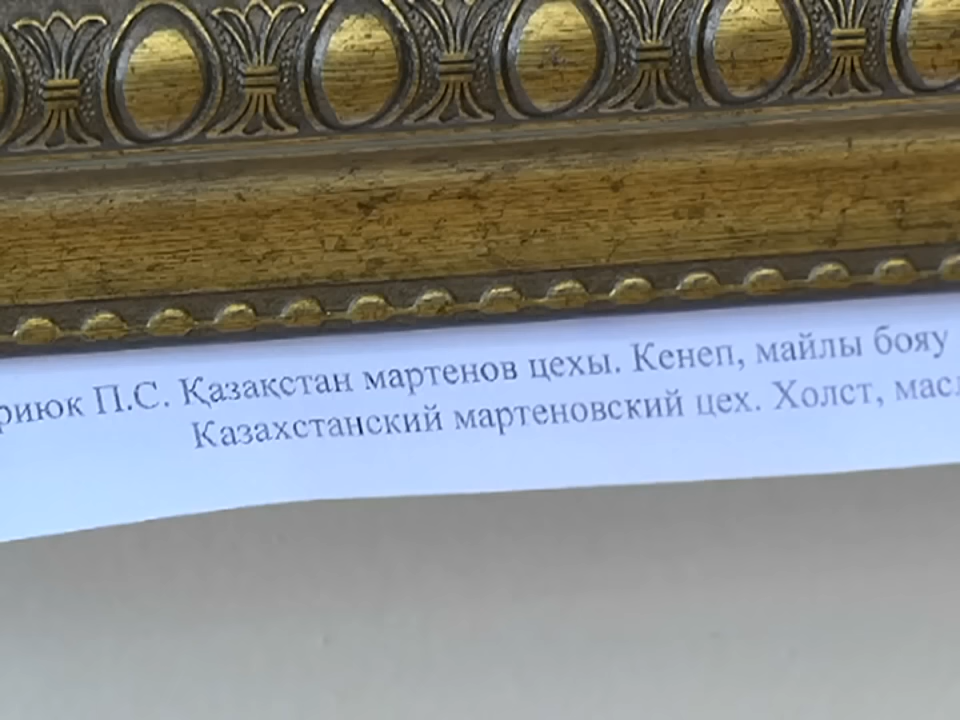 риюк П.С. Қазақстан мартенов цехы. Кенеп, майлы бояу
Казахстанский мартеновский цех. Холст, масл